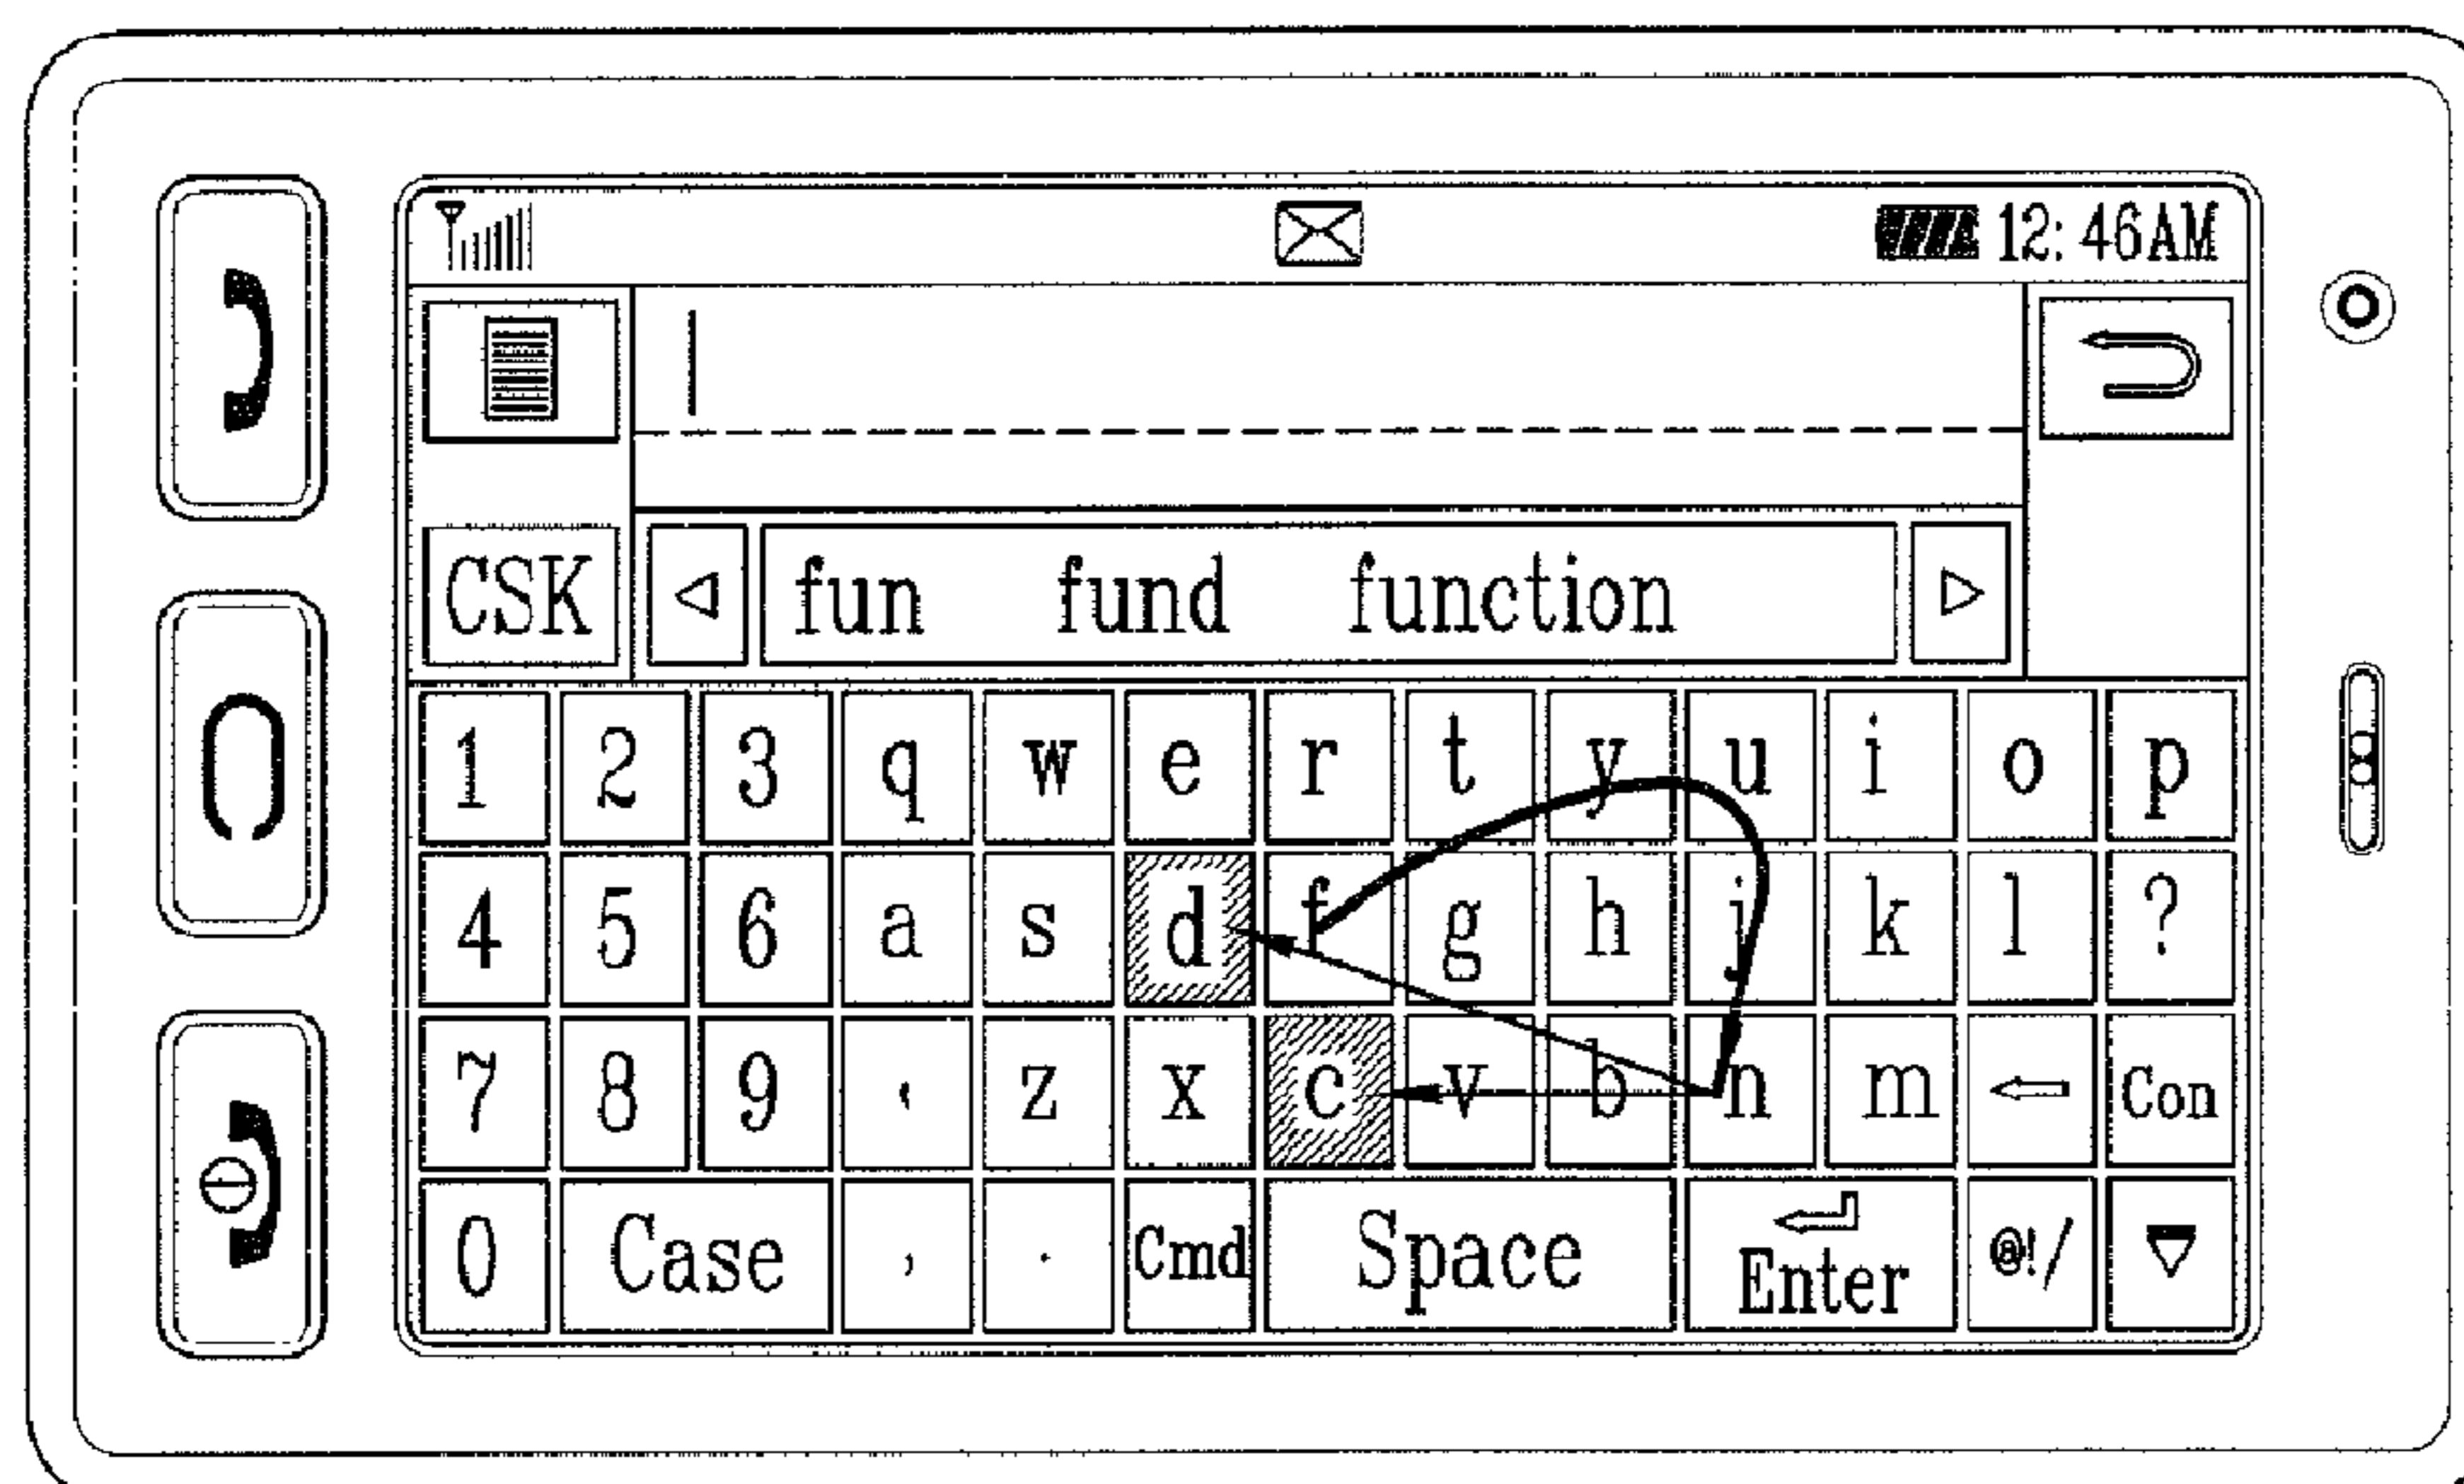 12:46AM
CSK fun fund function
1 2 3 q w e r t y u i o p
4 5 6 a s d f g h j k l ?
7 8 9 ‘ z x c v b n m Con
0 Case , . Cmd Space Enter @!/